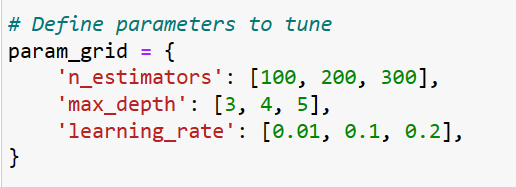 # Define parameters to tune
param_grid = {
    'n_estimators': [100, 200, 300],
    'max_depth': [3, 4, 5],
    'learning_rate': [0.01, 0.1, 0.2],
}